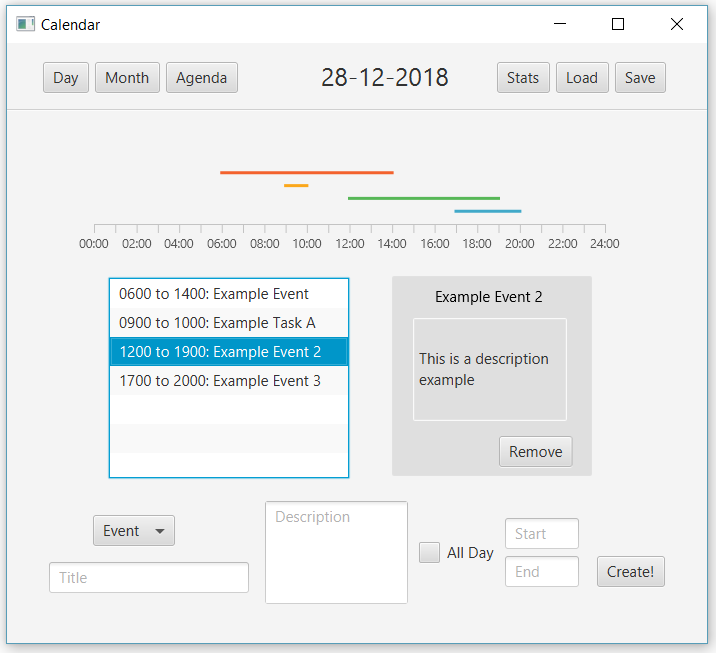 Calendar
Day Month Agenda 28-12-2018 Stats Load Save
00:00 02:00 04:00 06:00 08:00 10:00 12:00 14:00 16:00 18:00 20:00 22:00 24:00
0600 to 1400: Example Event
0900 to 1000: Example Task A
1200 to 1900: Example Event 2
1700 to 2000: Example Event 3
Example Event 2
This is a description
example
Remove
Event
Title
Description
All Day
Start
End
Create!